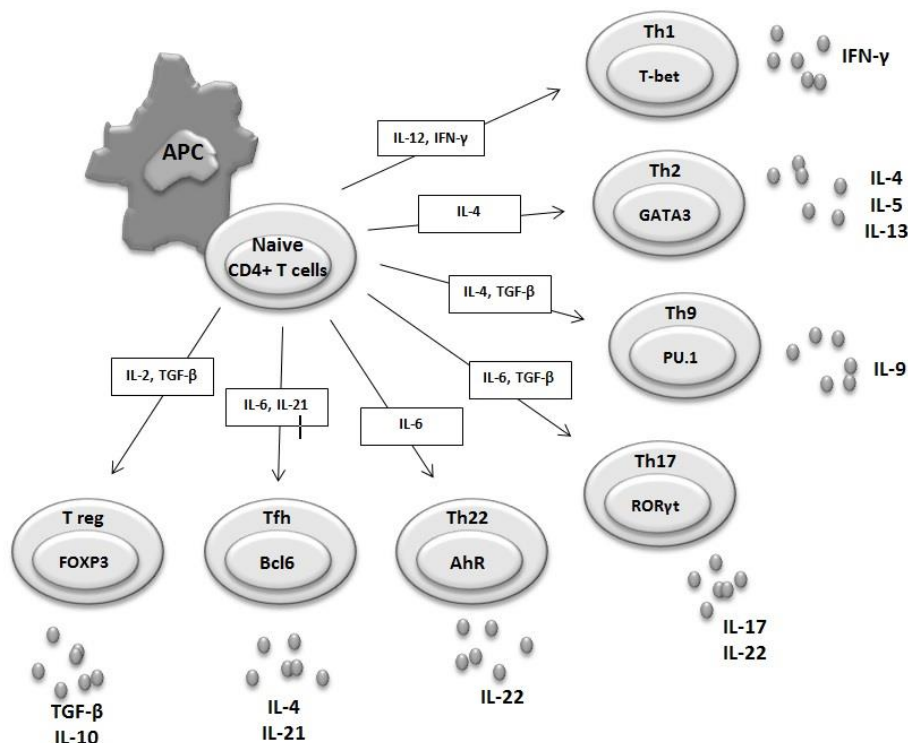 Th1
T-bet
IFN-γ
IL-12, IFN-γ
APC
Th2
GATA3
IL-4
IL-5
IL-13
IL-4
Naive
CD4+ T cells
IL-4, TGF-β
Th9
PU.1
IL-9
IL-2, TGF-β
IL-6, TGF-β
IL-6, IL-21
IL-6
Th17
RORγt
IL-17
IL-22
T reg
FOXP3
TGF-β
IL-10
Tfh
Bcl6
IL-4
IL-21
Th22
AhR
IL-22